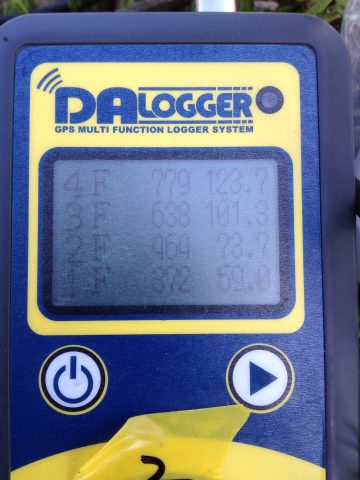 DALOGGER
GPS MULTI FUNCTION LOGGER SYSTEM
4 F 779 123.7
3 F 638 101.3
2 F 464 73.7
372 59.0
2